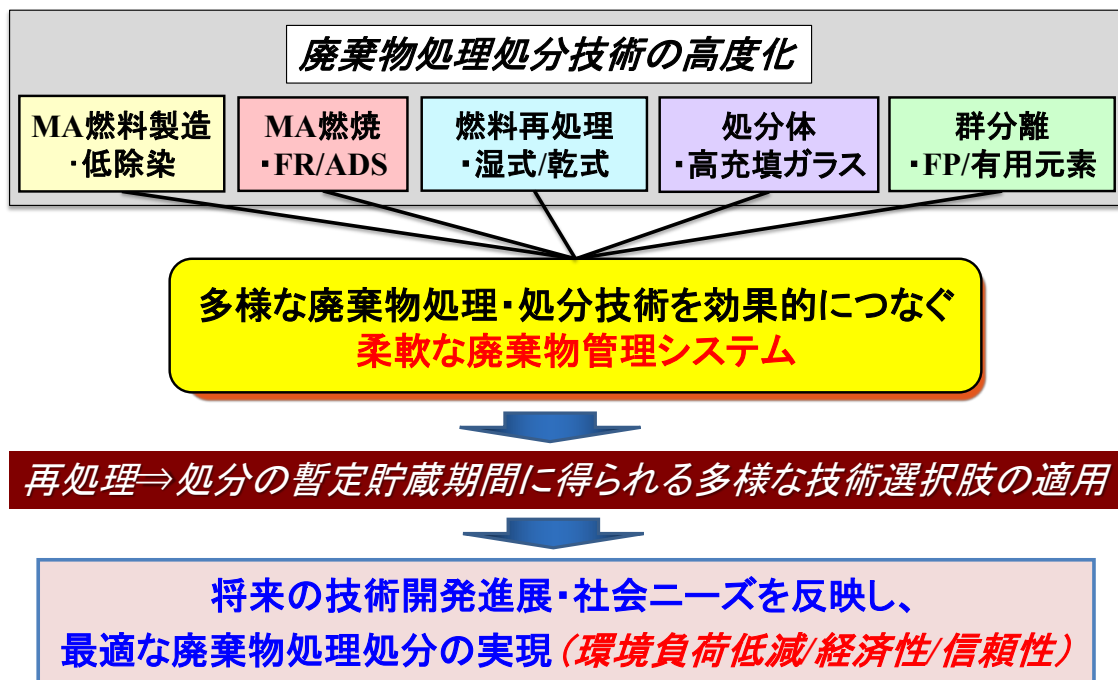 廃棄物処理処分技術の高度化
MA燃料製造
・低除染
MA燃焼
・FR/ADS
燃料再処理
・湿式/乾式
処分体
・高充填ガラス
群分離
・FP/有用元素
多様な廃棄物処理・処分技術を効果的につなぐ
柔軟な廃棄物管理システム
再処理⇒処分の暫定貯蔵期間に得られる多様な技術選択肢の適用
将来の技術開発進展・社会ニーズを反映し、
最適な廃棄物処理処分の実現（環境負荷低減/経済性/信頼性）